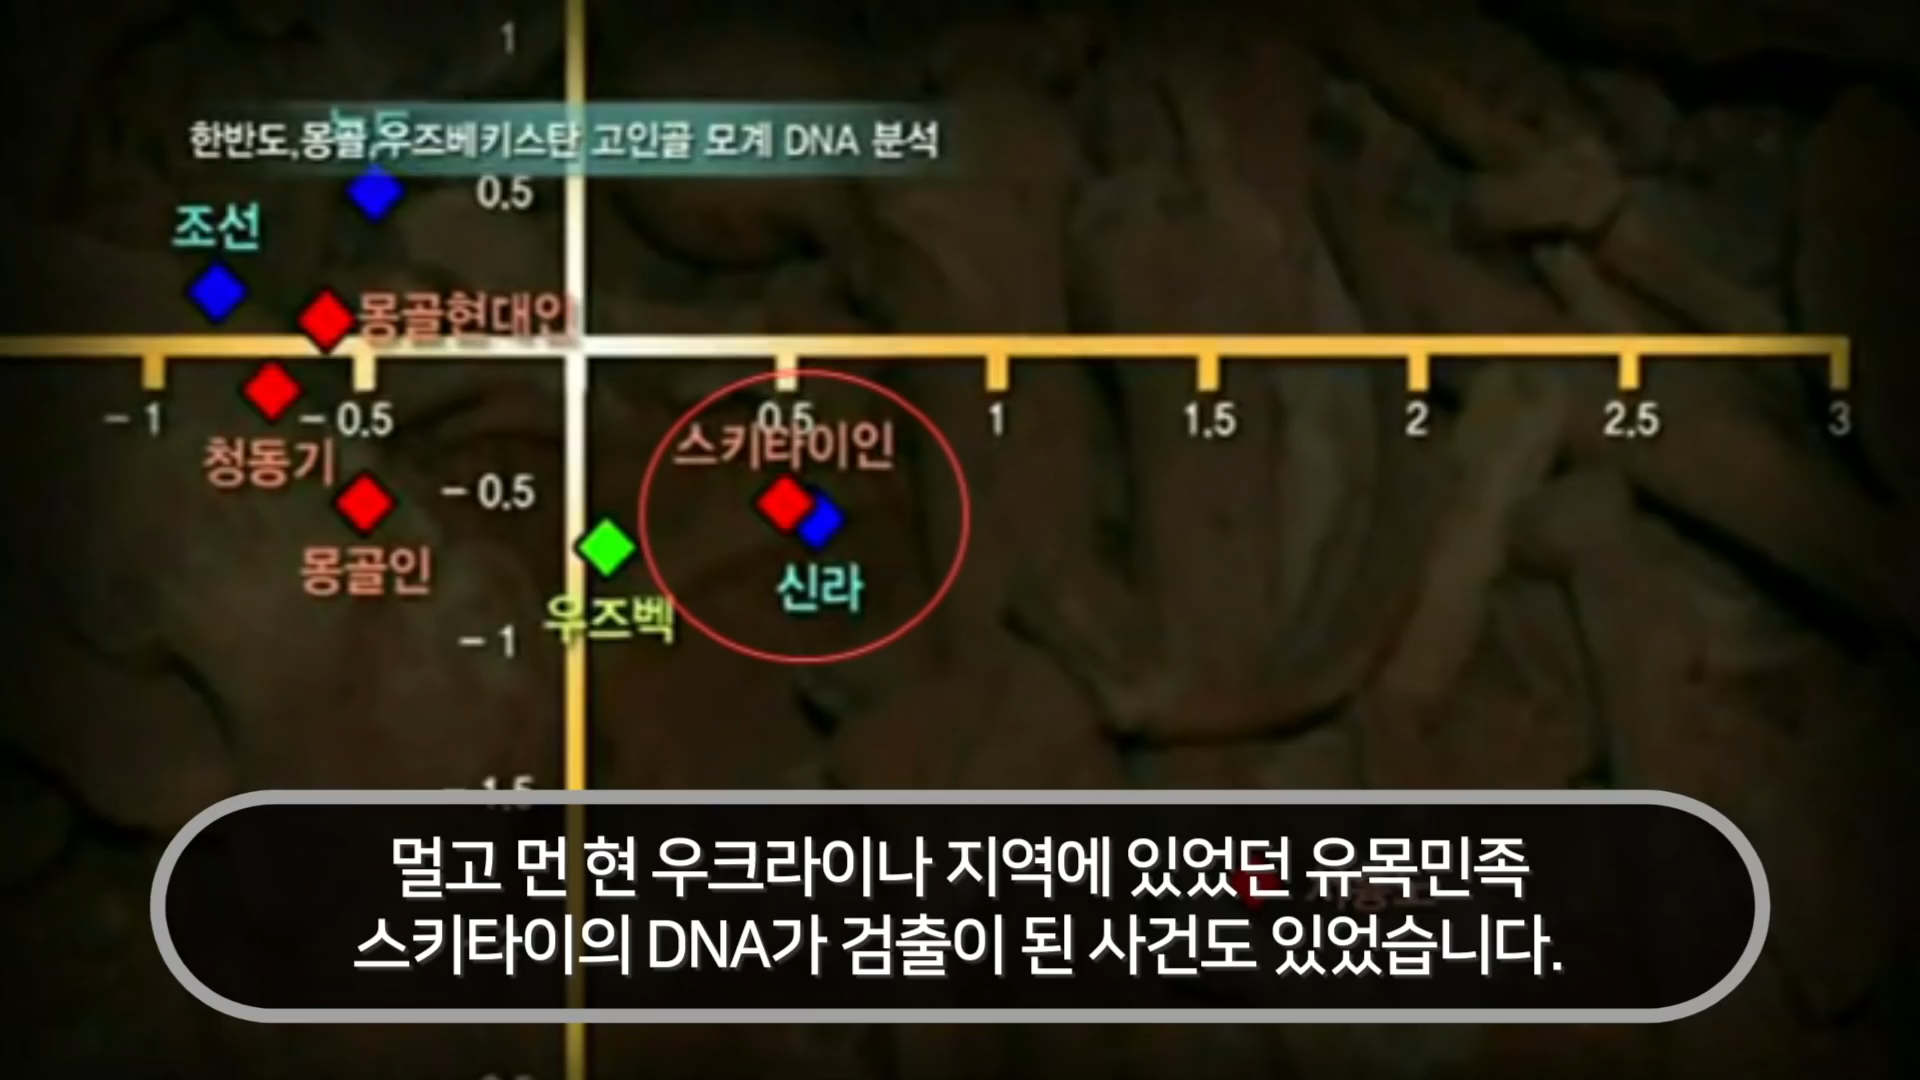 1
한반도,몽골,우즈베키스탄 고인골 모계 DNA 분석
0.5
조선
몽골현대인
-1
-0.5
0.5
1
1.5
2
2.5
3
스키타이인
청동기
-0.5
몽골인
신라
우즈벡
-1
-1.5
멀고 먼 현 우크라이나 지역에 있었던 유목민족
스키타이의 DNA가 검출이 된 사건도 있었습니다.